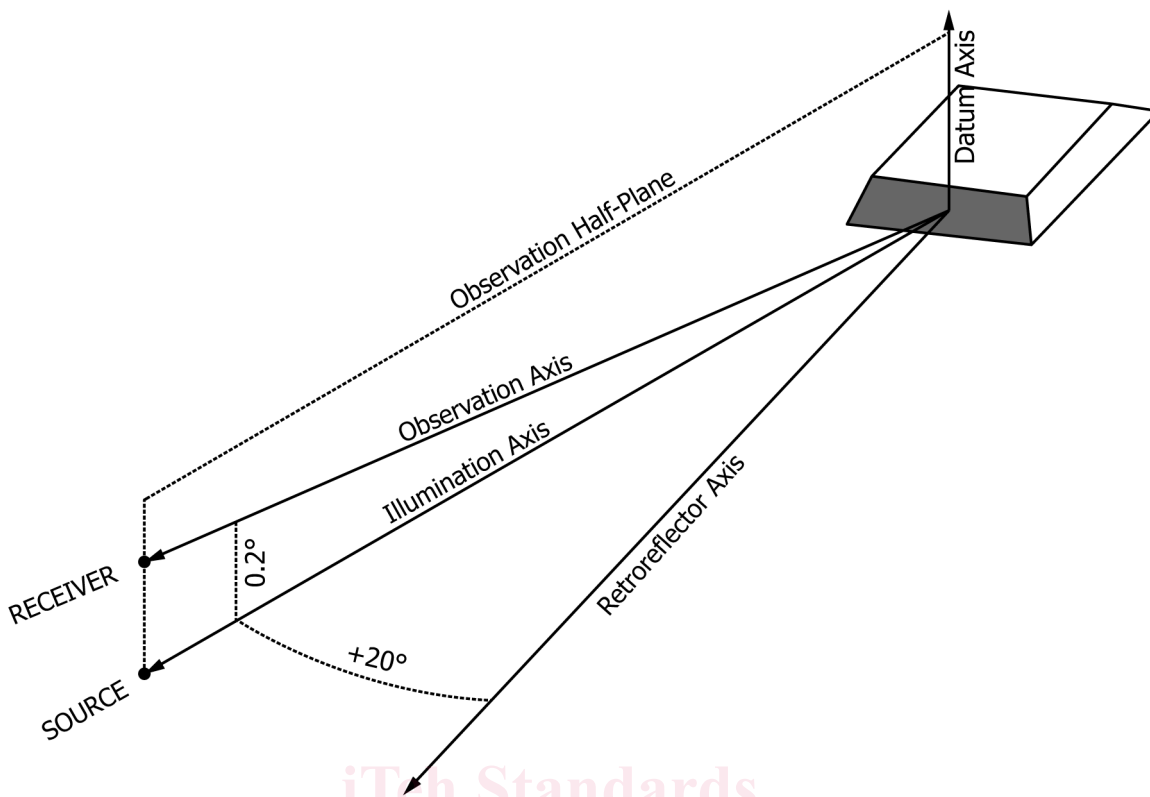 Datum Axis
Observation Half-Plane
Observation Axis
Illumination Axis
RECEIVER
0.2°
Retroreflector Axis
+20°
SOURCE
iTeh Standards